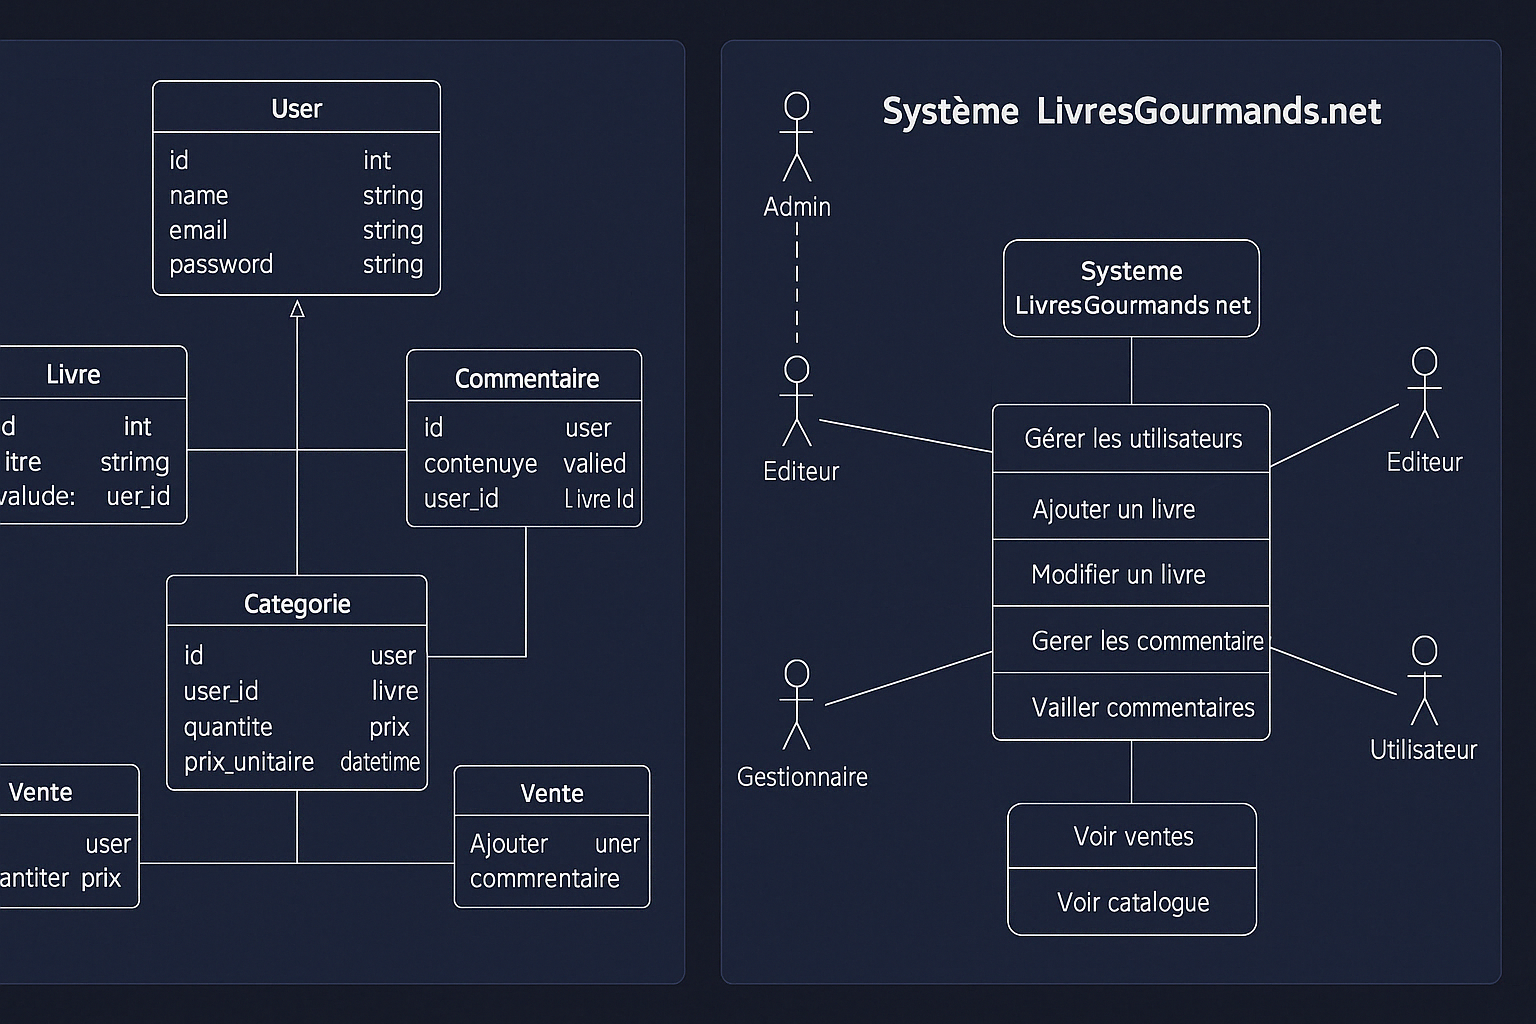 User
id int
name string
email string
password string
Livre
d int
itre strimg
valude: uer_id
Commentaire
id user
contenuye valied
user_id Livre Id
Categorie
id user
user_id livre
quantite prix
prix_unitaire datetime
Vente
user
antiter prix
Vente
Ajouter uner
commrentaire
Système LivresGourmands.net
Admin
Systeme
LivresGourmands net
Editeur
Gérer les utilisateurs
Ajouter un livre
Modifier un livre
Gerer les commentaire
Vailler commentaires
Editeur
Gestionnaire
Utilisateur
Voir ventes
Voir catalogue